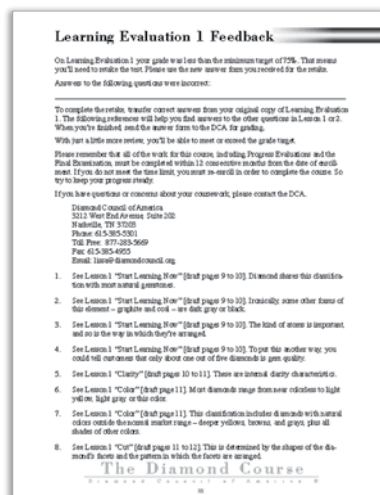 Learning Evaluation 1 Feedback
On Learning Evaluation 1 your grade was less than the minimum target of 75%. That means
you'll need to retake the test. Please use the new answer form you received for the retake.
Answers to the following questions were incorrect:
To complete the retake, transfer correct answers from your original copy of Learning Evaluation
1. The following references will help you find answers to the other questions in Lesson 1 or 2.
When you're finished, send the answer form to the DCA for grading.
With just a little more review, you'll be able to meet or exceed the grade target.
Please remember that all of the work for this course, including Progress Evaluations and the
Final Examination, must be completed within 12 consecutive months from the date of enroll-
ment. If you do not meet the time limit, you must re-enroll in order to complete the course. So
try to keep your progress steady.
If you have questions or concerns about your coursework, please contact the DCA.
Diamond Council of America
3212 West End Avenue, Suite 202
Nashville, TN 37203
Phone: 615-385-5301
Toll Free: 877-283-5669
Fax: 615-385-4955
Email: @diamondcouncil.org
1. See Lesson 1 "Start Learning Now" [draft pages 9 to 10]. Diamond shares this classifica-
tion with most natural gemstones.
2. See Lesson 1 "Start Learning Now" [draft pages 9 to 10]. Ironically, some other forms of
this element – graphite and coal – are dark gray or black.
3. See Lesson 1 "Start Learning Now" [draft pages 9 to 10]. The kind of atoms is important,
and so is the way in which they're arranged.
4. See Lesson 1 "Start Learning Now" [draft pages 9 to 10]. To put this another way, you
could tell customers that only about one out of five diamonds is gem quality.
5. See Lesson 1 "Clarity" [draft pages 10 to 11]. These are internal clarity characteristics.
6. See Lesson 1 "Color" [draft page 11]. Most diamonds range from near colorless to light
yellow, light gray, or this color.
7. See Lesson 1 "Color" [draft page 11]. This classification includes diamonds with natural
colors outside the normal market range – deeper yellows, browns, and grays; plus all
shades of other colors.
8. See Lesson 1 "Cut" [draft pages 11 to 12]. This is determined by the shapes of the dia-
mond's facets and the pattern in which the facets are arranged.
The Diamond Course
Diamond Council of America ®